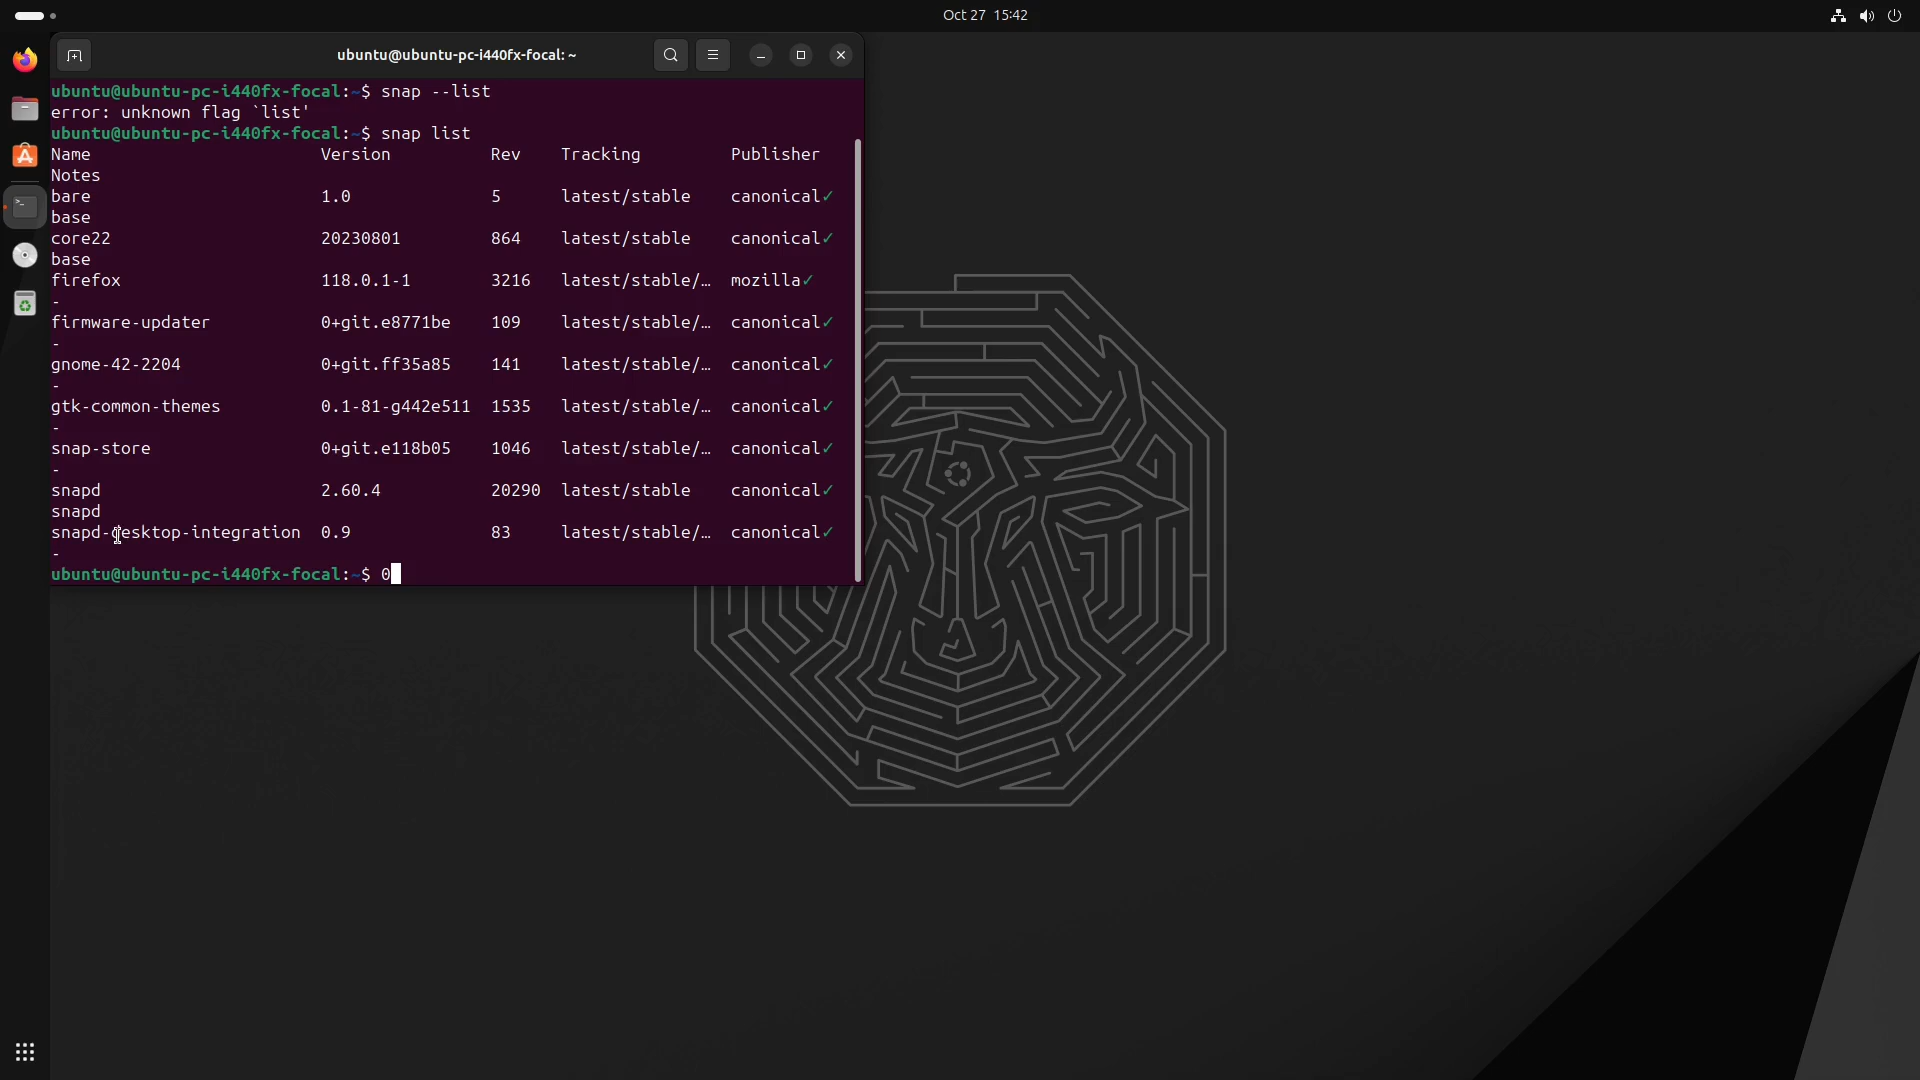 Oct 27 15:42
ubuntu@ubuntu-pc-i440fx-focal: ~
ubuntu@ubuntu-pc-i440fx-focal:~$ snap --list
error: unknown flag `list'
ubuntu@ubuntu-pc-i440fx-focal:~$ snap list
Name Version Rev Tracking Publisher
Notes
bare 1.0 5 latest/stable canonical✓
base
core22 20230801 864 latest/stable canonical✓
base
firefox 118.0.1-1 3216 latest/stable/… mozilla✓
-
firmware-updater 0+git.e8771be 109 latest/stable/… canonical✓
-
gnome-42-2204 0+git.ff35a85 141 latest/stable/… canonical✓
-
gtk-common-themes 0.1-81-g442e511 1535 latest/stable/… canonical✓
-
snap-store 0+git.e118b05 1046 latest/stable/… canonical✓
-
snapd 2.60.4 20290 latest/stable canonical✓
snapd
snapd-desktop-integration 0.9 83 latest/stable/… canonical✓
-
ubuntu@ubuntu-pc-i440fx-focal:~$ 0